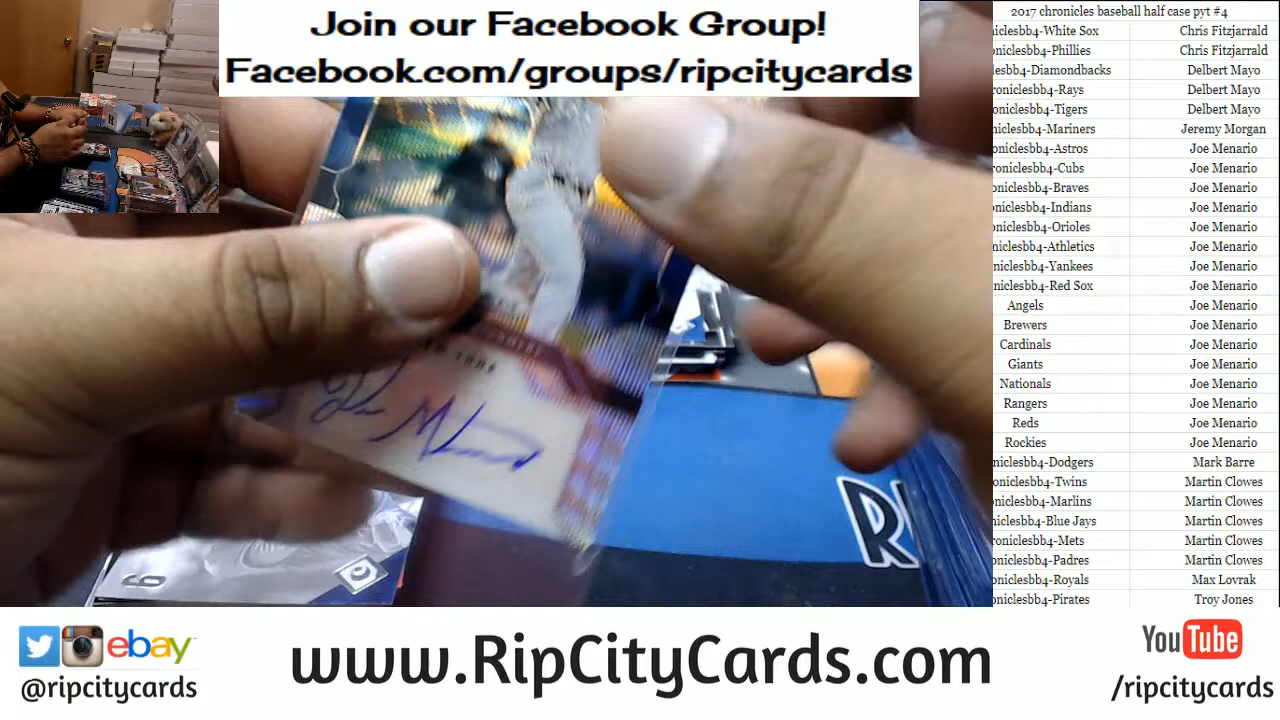 Join our Facebook Group!
Facebook.com/groups/ripcitycards
2017 chronicles baseball half case pyt #4
niclesbb4-White Sox Chris Fitzjarrald
oniclesbb4-Phillies Chris Fitzjarrald
lesbb4-Diamondbacks Delbert Mayo
roniclesbb4-Rays Delbert Mayo
roniclesbb4-Tigers Delbert Mayo
niclesbb4-Mariners Jeremy Morgan
oniclesbb4-Astros Joe Menario
oniclesbb4-Cubs Joe Menario
niclesbb4-Braves Joe Menario
oniclesbb4-Indians Joe Menario
oniclesbb4-Orioles Joe Menario
niclesbb4-Athletics Joe Menario
niclesbb4-Yankees Joe Menario
oniclesbb4-Red Sox Joe Menario
Angels Joe Menario
Brewers Joe Menario
Cardinals Joe Menario
Giants Joe Menario
Nationals Joe Menario
Rangers Joe Menario
Reds Joe Menario
Rockies Joe Menario
niclesbb4-Dodgers Mark Barre
oniclesbb4-Twins Martin Clowes
niclesbb4-Marlins Martin Clowes
niclesbb4-Blue Jays Martin Clowes
oniclesbb4-Mets Martin Clowes
oniclesbb4-Padres Martin Clowes
oniclesbb4-Royals Max Lovrak
oniclesbb4-Pirates Troy Jones
ebay
@ripcitycards
www.RipCityCards.com
YouTube
/ripcitycards